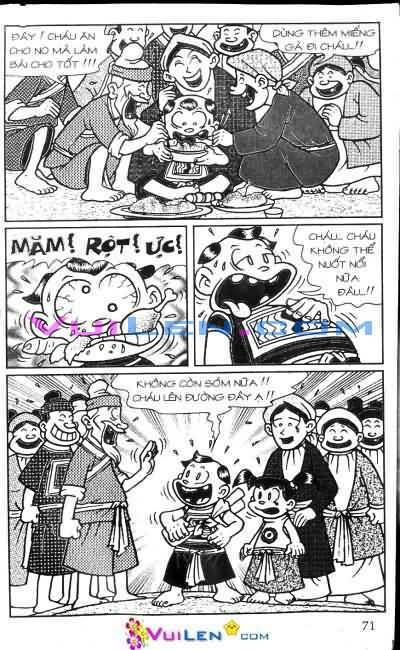 ĐÂY! CHÁU ĂN
CHO NO MÀ LÀM
BÀI CHO TỐT!!!
DÙNG THÊM MIẾNG
GÀ ĐI CHÁU!!
MĂM! RỘT! ỰC!
CHÁU... CHÁU
KHÔNG THỂ
NUỐT NỔI
NỮA
ĐÂU!!
VUILEN.COM
KHÔNG CÒN SỚM NỮA!!
CHÁU LÊN ĐƯỜNG ĐÂY Ạ!!
71
VUILEN.COM